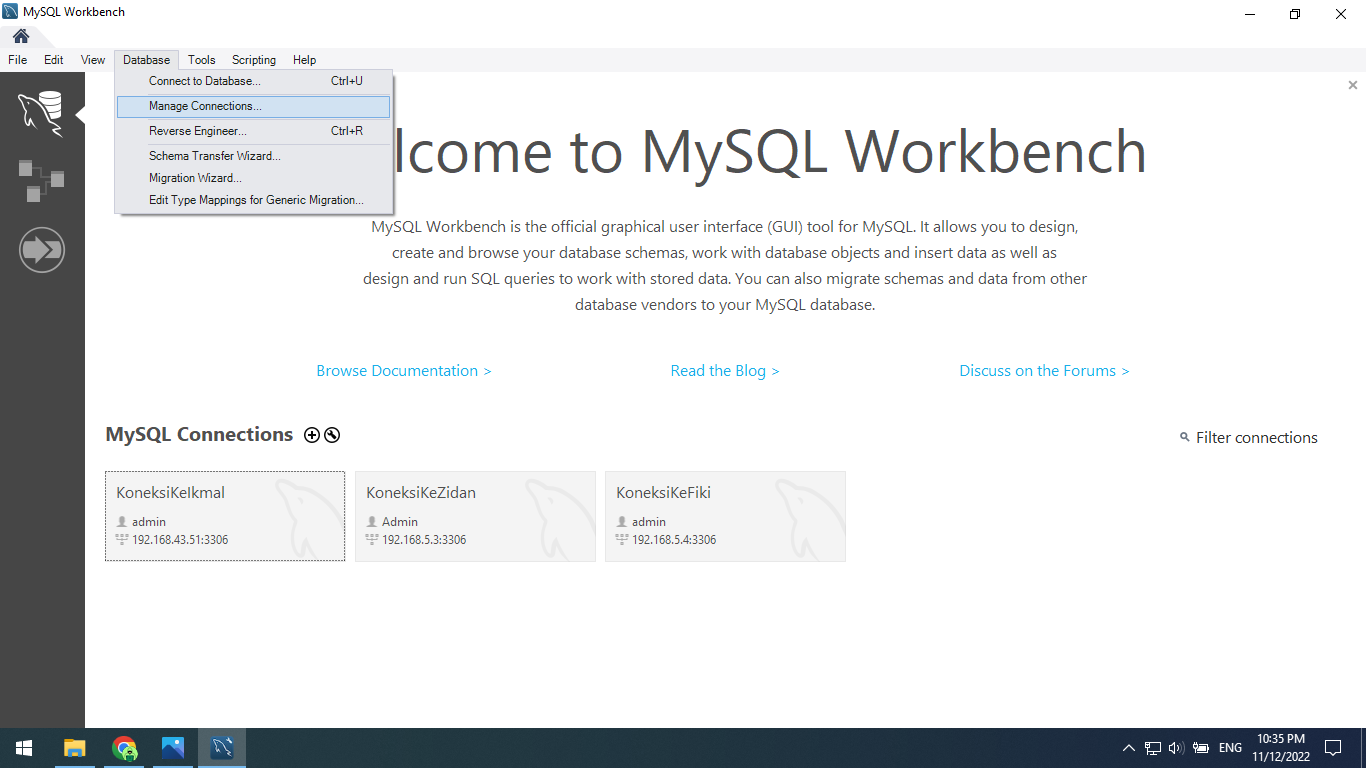 MySQL Workbench
File Edit View Database Tools Scripting Help
Connect to Database... Ctrl+U
Manage Connections...
Reverse Engineer... Ctrl+R
Schema Transfer Wizard...
Migration Wizard...
Edit Type Mappings for Generic Migration...
lcome to MySQL Workbench
MySQL Workbench is the official graphical user interface (GUI) tool for MySQL. It allows you to design,
create and browse your database schemas, work with database objects and insert data as well as
design and run SQL queries to work with stored data. You can also migrate schemas and data from other
database vendors to your MySQL database.
Browse Documentation > Read the Blog > Discuss on the Forums >
MySQL Connections
Filter connections
KoneksiKeIkmal
admin
192.168.43.51:3306
KoneksiKeZidan
Admin
192.168.5.3:3306
KoneksiKeFiki
admin
192.168.5.4:3306
ENG
10:35 PM
11/12/2022